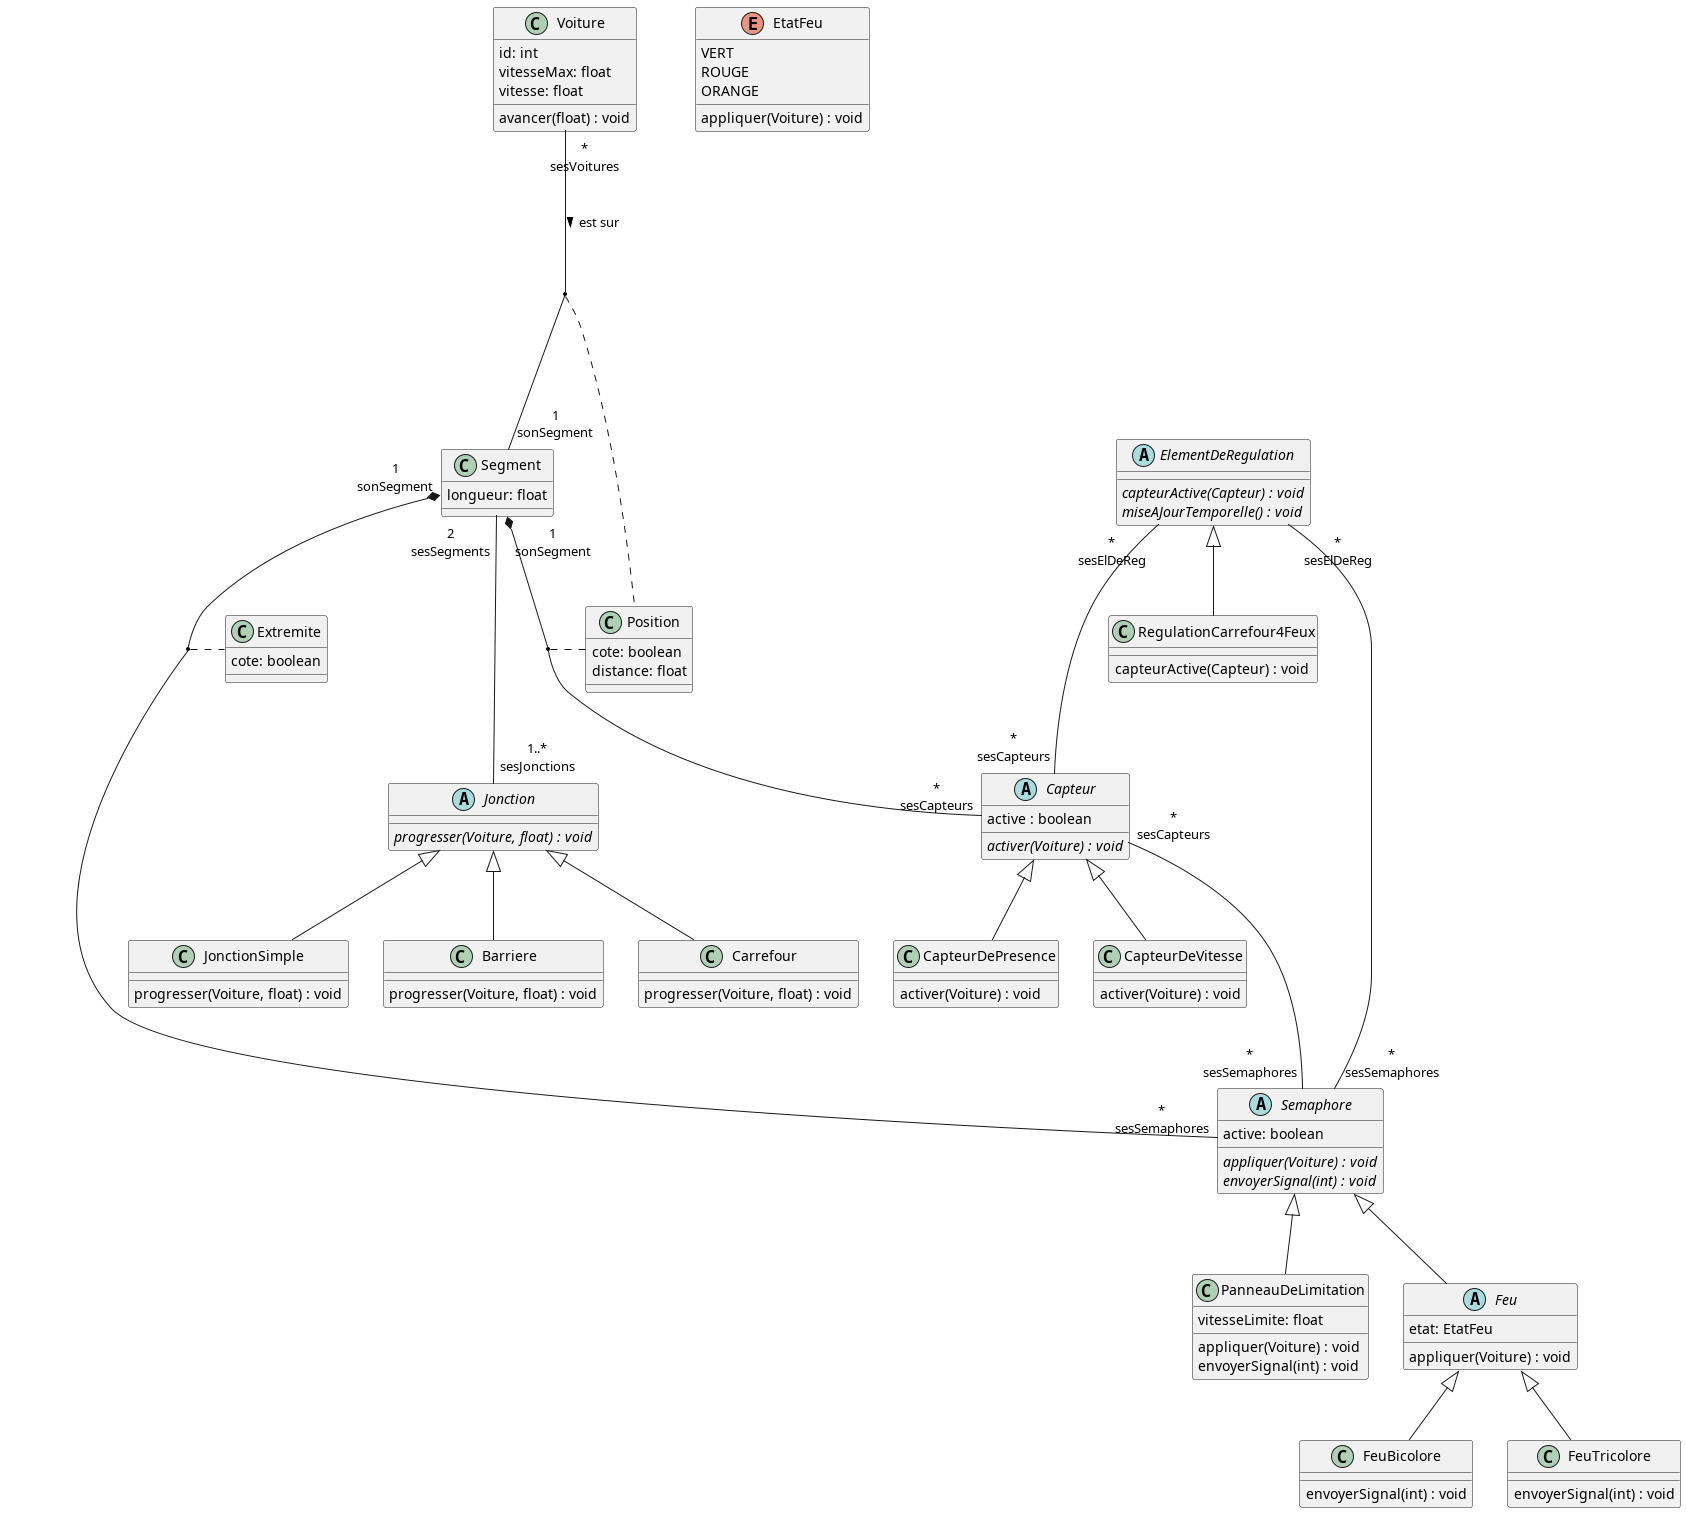 C Voiture
id: int
vitesseMax: float
vitesse: float
avancer(float) : void
E EtatFeu
VERT
ROUGE
ORANGE
appliquer(Voiture) : void
*
sesVoitures
est sur
1
sonSegment
C Segment
longueur: float
1
sonSegment
2
sesSegments
1
sonSegment
A ElementDeRegulation
capteurActive(Capteur) : void
miseAJourTemporelle() : void
*
sesElDeReg
*
sesElDeReg
C Extremite
cote: boolean
C Position
cote: boolean
distance: float
C RegulationCarrefour4Feux
capteurActive(Capteur) : void
1..*
sesJonctions
*
sesCapteurs
*
sesCapteurs
A Jonction
progresser(Voiture, float) : void
A Capteur
active : boolean
activer(Voiture) : void
*
sesCapteurs
C JonctionSimple
progresser(Voiture, float) : void
C Barriere
progresser(Voiture, float) : void
C Carrefour
progresser(Voiture, float) : void
C CapteurDePresence
activer(Voiture) : void
C CapteurDeVitesse
activer(Voiture) : void
*
sesSemaphores
*
sesSemaphores
*
sesSemaphores
A Semaphore
active: boolean
appliquer(Voiture) : void
envoyerSignal(int) : void
C PanneauDeLimitation
vitesseLimite: float
appliquer(Voiture) : void
envoyerSignal(int) : void
A Feu
etat: EtatFeu
appliquer(Voiture) : void
C FeuBicolore
envoyerSignal(int) : void
C FeuTricolore
envoyerSignal(int) : void